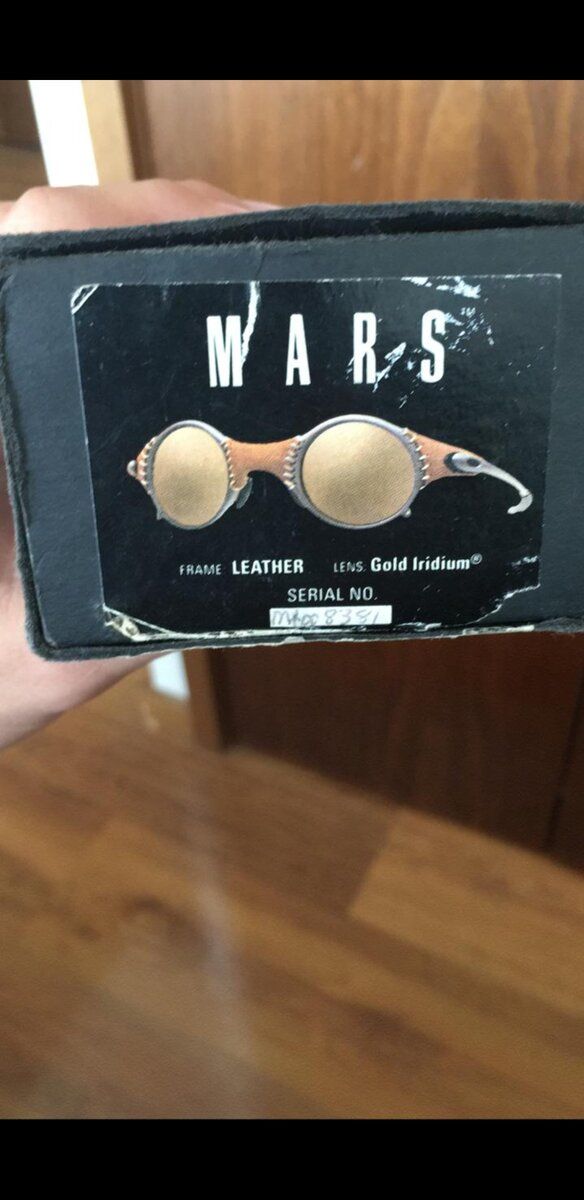 MARS
FRAME LEATHER LENS Gold Iridium®
SERIAL NO.